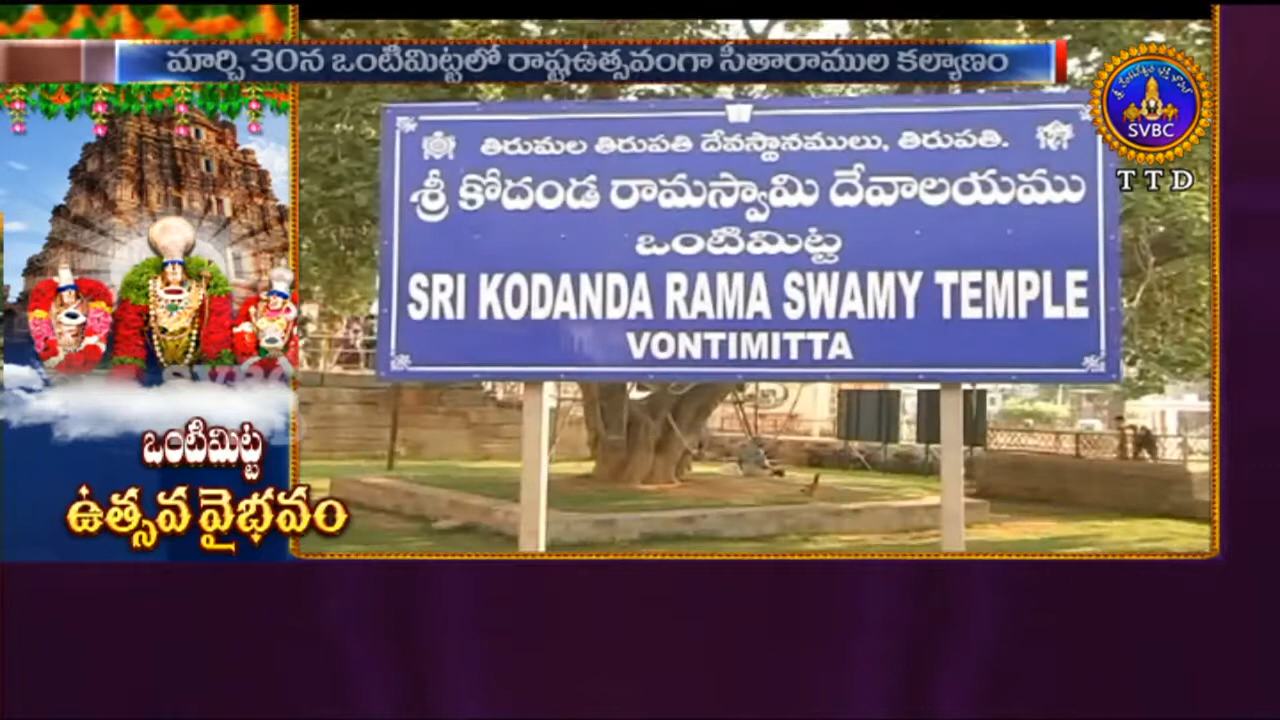 మార్చి 30న ఒంటిమిట్టలో రాష్టఉత్సవంగా సీతారాముల కల్యాణం
SVBC
TTD
తిరుమల తిరుపతి దేవస్థానములు, తిరుపతి.
శ్రీ కోదండ రామస్వామి దేవాలయము
ఒంటిమిట్ట
SRI KODANDA RAMA SWAMY TEMPLE
VONTIMITTA
ఒంటిమిట్ట
ఉత్సవ వైభవం